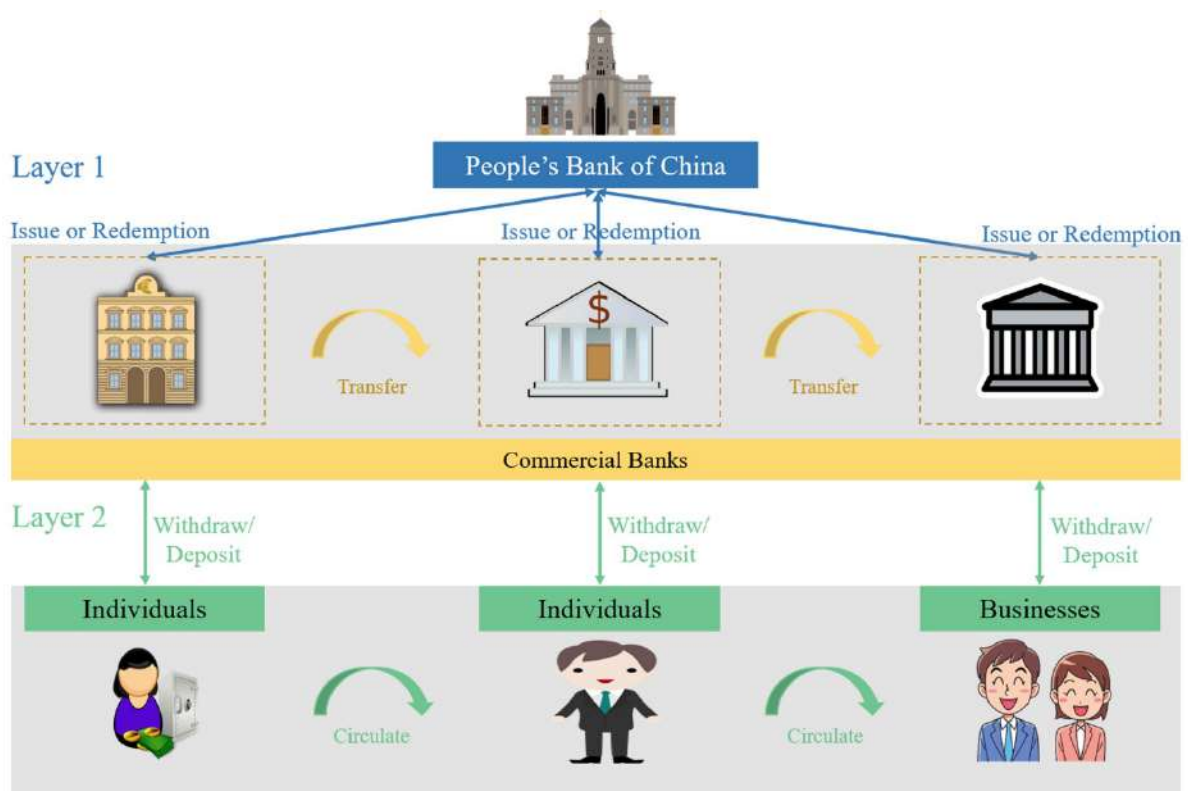 People's Bank of China
Layer 1
Issue or Redemption
Issue or Redemption
Issue or Redemption
$
Transfer
Transfer
Commercial Banks
Layer 2
Withdraw/
Deposit
Withdraw/
Deposit
Withdraw/
Deposit
Individuals
Individuals
Businesses
Circulate
Circulate